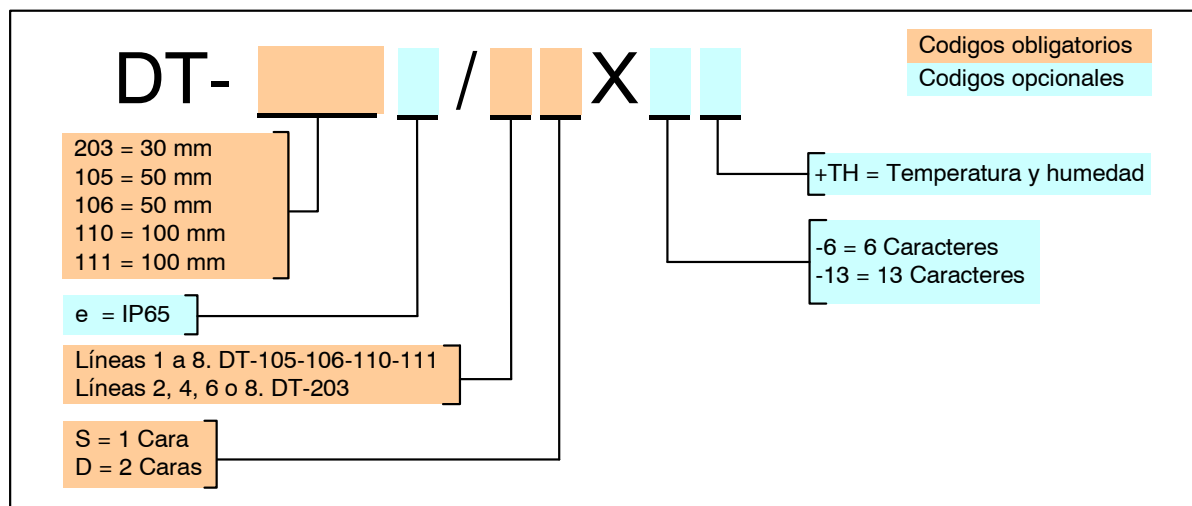 DT- / X
Codigos obligatorios
Codigos opcionales
203 = 30 mm
105 = 50 mm
106 = 50 mm
110 = 100 mm
111 = 100 mm
+TH = Temperatura y humedad
-6 = 6 Caracteres
-13 = 13 Caracteres
e = IP65
Líneas 1 a 8. DT-105-106-110-111
Líneas 2, 4, 6 o 8. DT-203
S = 1 Cara
D = 2 Caras